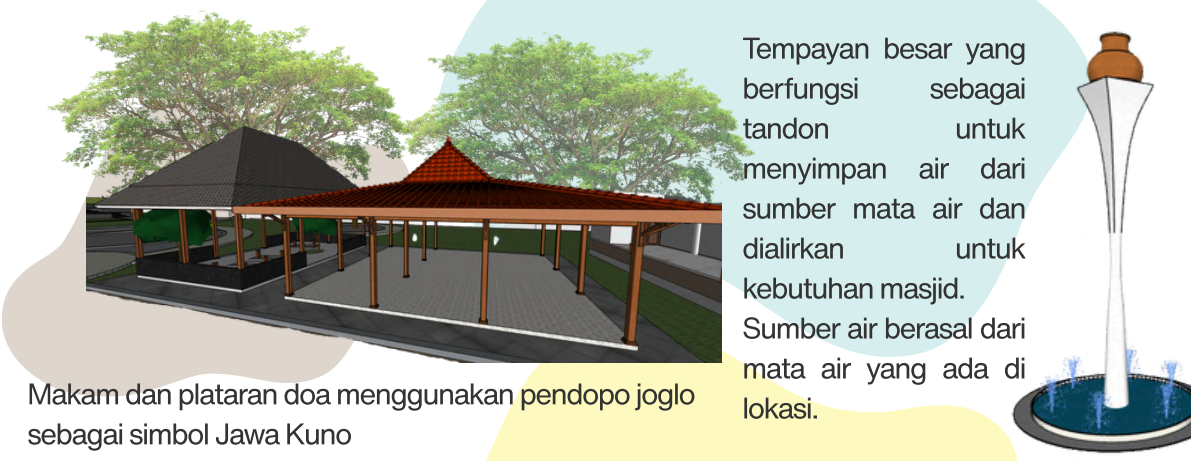 Tempayan besar yang
berfungsi sebagai
tandon untuk
menyimpan air dari
sumber mata air dan
dialirkan untuk
kebutuhan masjid.
Sumber air berasal dari
mata air yang ada di
lokasi.
Makam dan plataran doa menggunakan pendopo joglo
sebagai simbol Jawa Kuno